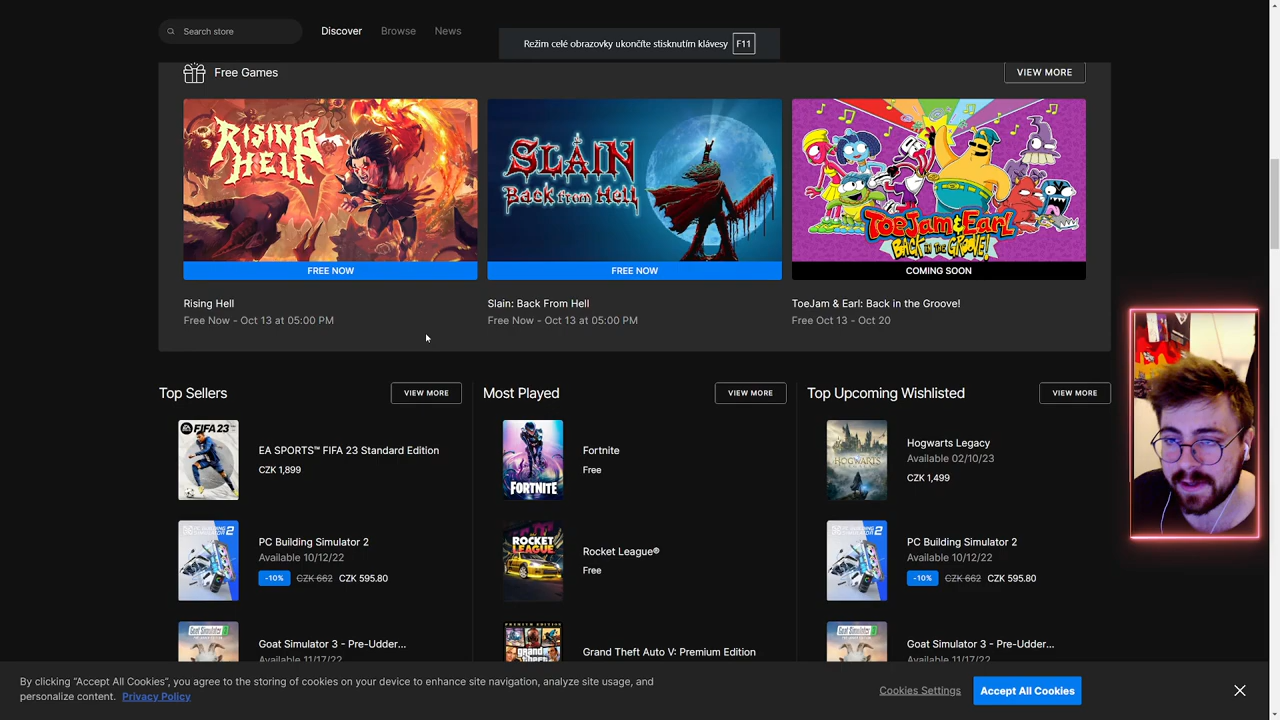 Search store
Discover
Browse
News
Režim celé obrazovky ukončíte stisknutím klávesy F11
Free Games
VIEW MORE
RISING HELL
SLAIN
Back from Hell
ToeJam & Earl
BACK IN THE GROOVE!
FREE NOW
FREE NOW
COMING SOON
Rising Hell
Slain: Back From Hell
ToeJam & Earl: Back in the Groove!
Free Now - Oct 13 at 05:00 PM
Free Now - Oct 13 at 05:00 PM
Free Oct 13 - Oct 20
Top Sellers
VIEW MORE
EA SPORTS FIFA 23
EA SPORTS™ FIFA 23 Standard Edition
CZK 1,899
PC Building Simulator 2
Available 10/12/22
-10% CZK 662 CZK 595.80
Goat Simulator 3 - Pre-Udder...
Available 11/17/22
Most Played
VIEW MORE
FORTNITE
Fortnite
Free
ROCKET LEAGUE
Rocket League®
Free
PREMIUM EDITION
grand
Grand Theft Auto V: Premium Edition
Top Upcoming Wishlisted
VIEW MORE
HOGWARTS
Hogwarts Legacy
Available 02/10/23
CZK 1,499
PC Building Simulator 2
Available 10/12/22
-10% CZK 662 CZK 595.80
Goat Simulator 3 - Pre-Udder...
Available 11/17/22
By clicking “Accept All Cookies”, you agree to the storing of cookies on your device to enhance site navigation, analyze site usage, and
personalize content. Privacy Policy
Cookies Settings
Accept All Cookies